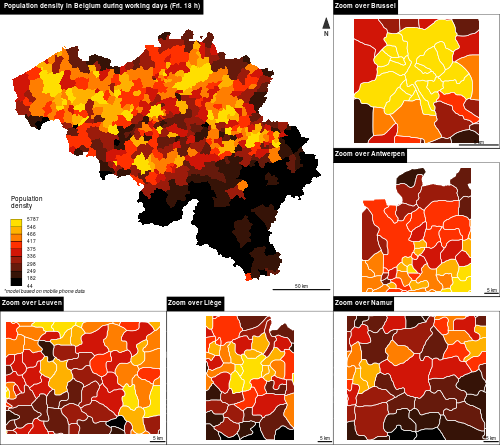 Population density in Belgium during working days (Fri. 18 h)
N
Population
density
5787
546
466
417
375
336
298
249
182
44
*model based on mobile phone data
50 km
Zoom over Brussel
5 km
Zoom over Antwerpen
5 km
Zoom over Leuven
5 km
Zoom over Liège
5 km
Zoom over Namur
5 km